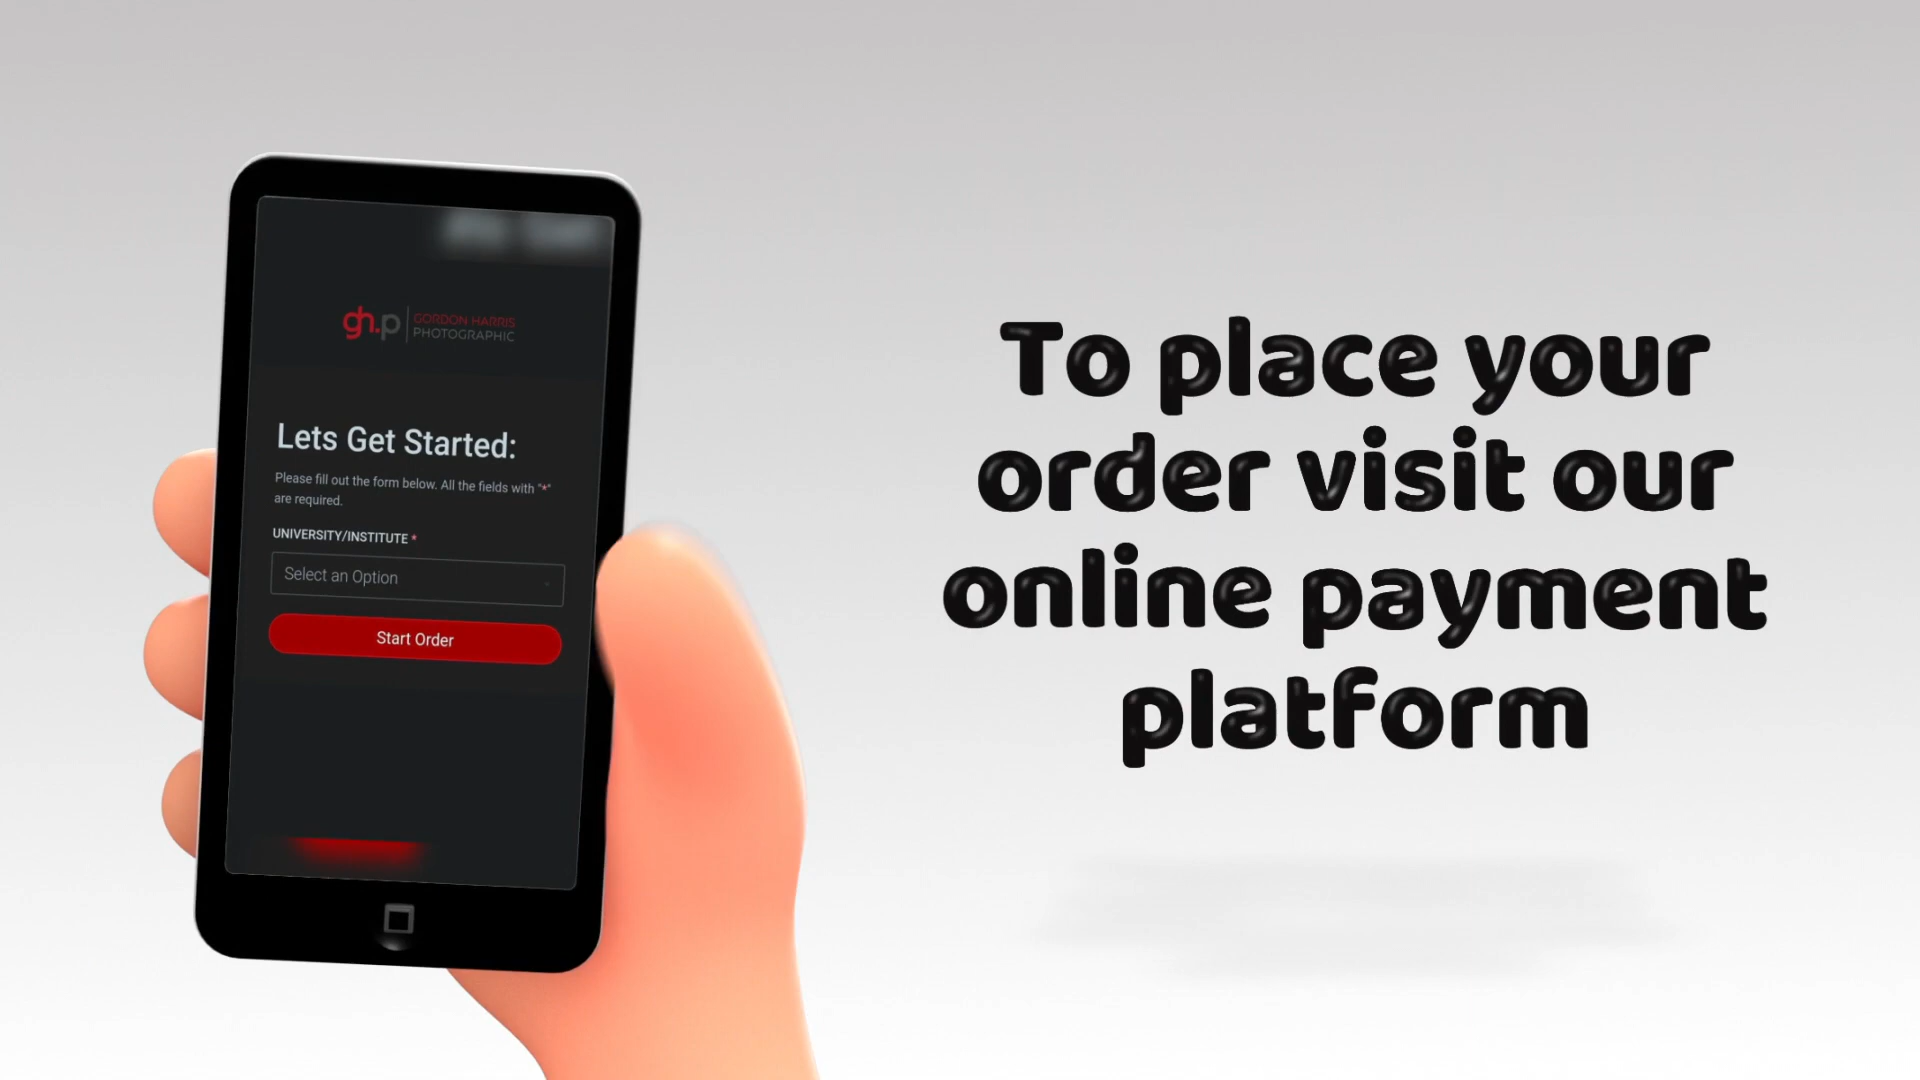 gh.p GORDON HARRIS
PHOTOGRAPHIC
Lets Get Started:
Please fill out the form below. All the fields with "*"
are required.
UNIVERSITY/INSTITUTE *
Select an Option
Start Order
To place your
order visit our
online payment
platform